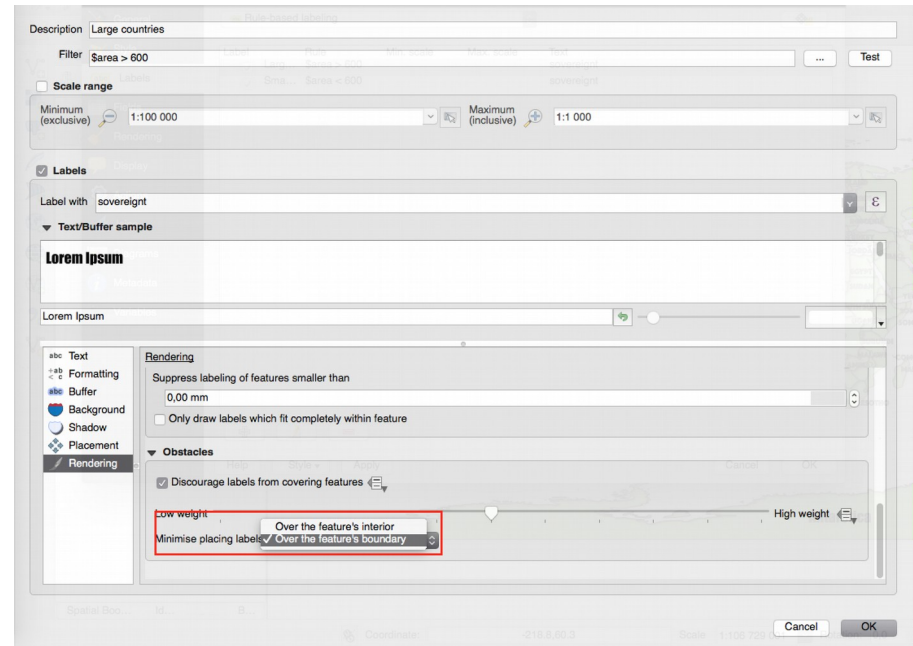 Description Large countries
Filter $area > 600 ... Test
Scale range
Minimum (exclusive) 1:100 000 Maximum (inclusive) 1:1 000
Labels
Label with sovereignt ε
Text/Buffer sample
Lorem Ipsum
Lorem Ipsum
abc Text
Formatting
abc Buffer
Background
Shadow
Placement
Rendering
Rendering
Suppress labeling of features smaller than
0,00 mm
Only draw labels which fit completely within feature
Obstacles
Discourage labels from covering features
Low weight High weight
Over the feature's interior
Minimise placing labels ✓ Over the feature's boundary
Cancel OK